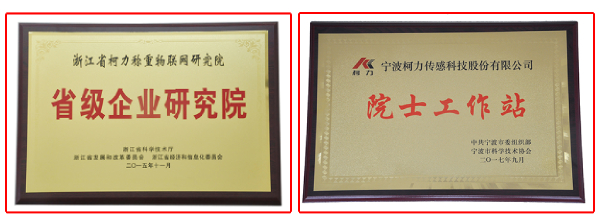 浙江省柯力称重物联网研究院
省级企业研究院
浙江省科学技术厅
浙江省发展和改革委员会 浙江省经济和信息化委员会
二〇一五年十一月
柯力
宁波柯力传感科技股份有限公司
院士工作站
中共宁波市委组织部
宁波市科学技术协会
二〇一七年九月